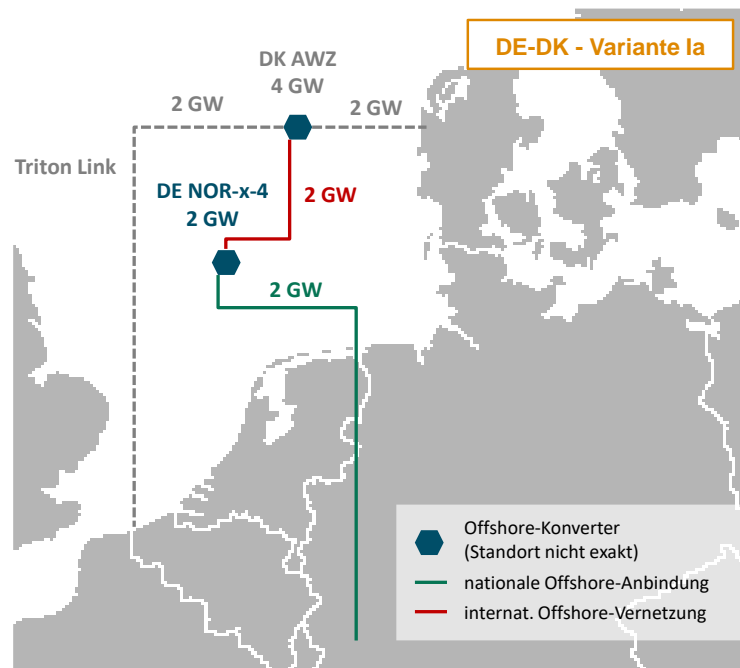 DE-DK - Variante Ia
DK AWZ
4 GW
2 GW
2 GW
Triton Link
DE NOR-x-4
2 GW
2 GW
2 GW
Offshore-Konverter
(Standort nicht exakt)
nationale Offshore-Anbindung
internat. Offshore-Vernetzung